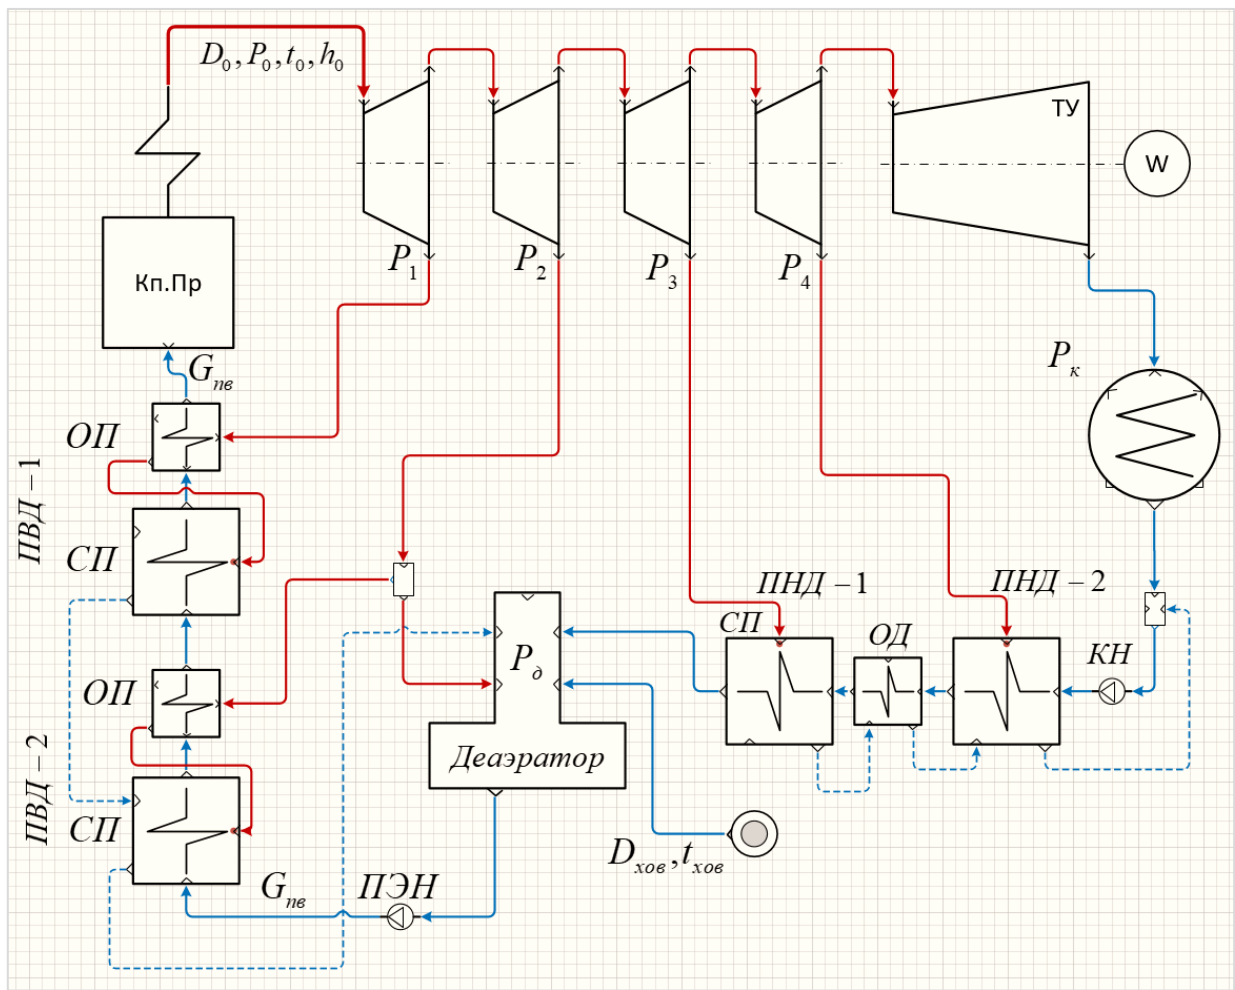 D₀, P₀, t₀, h₀
ТУ
W
P₁
P₂
P₃
P₄
Кп.Пр
Pк
Gпв
ОП
ПВД − 1
СП
ПНД − 1
ПНД − 2
СП
ОД
КН
Pд
ОП
ПВД − 2
СП
Деаэратор
Dхов, tхов
Gпв
ПЭН